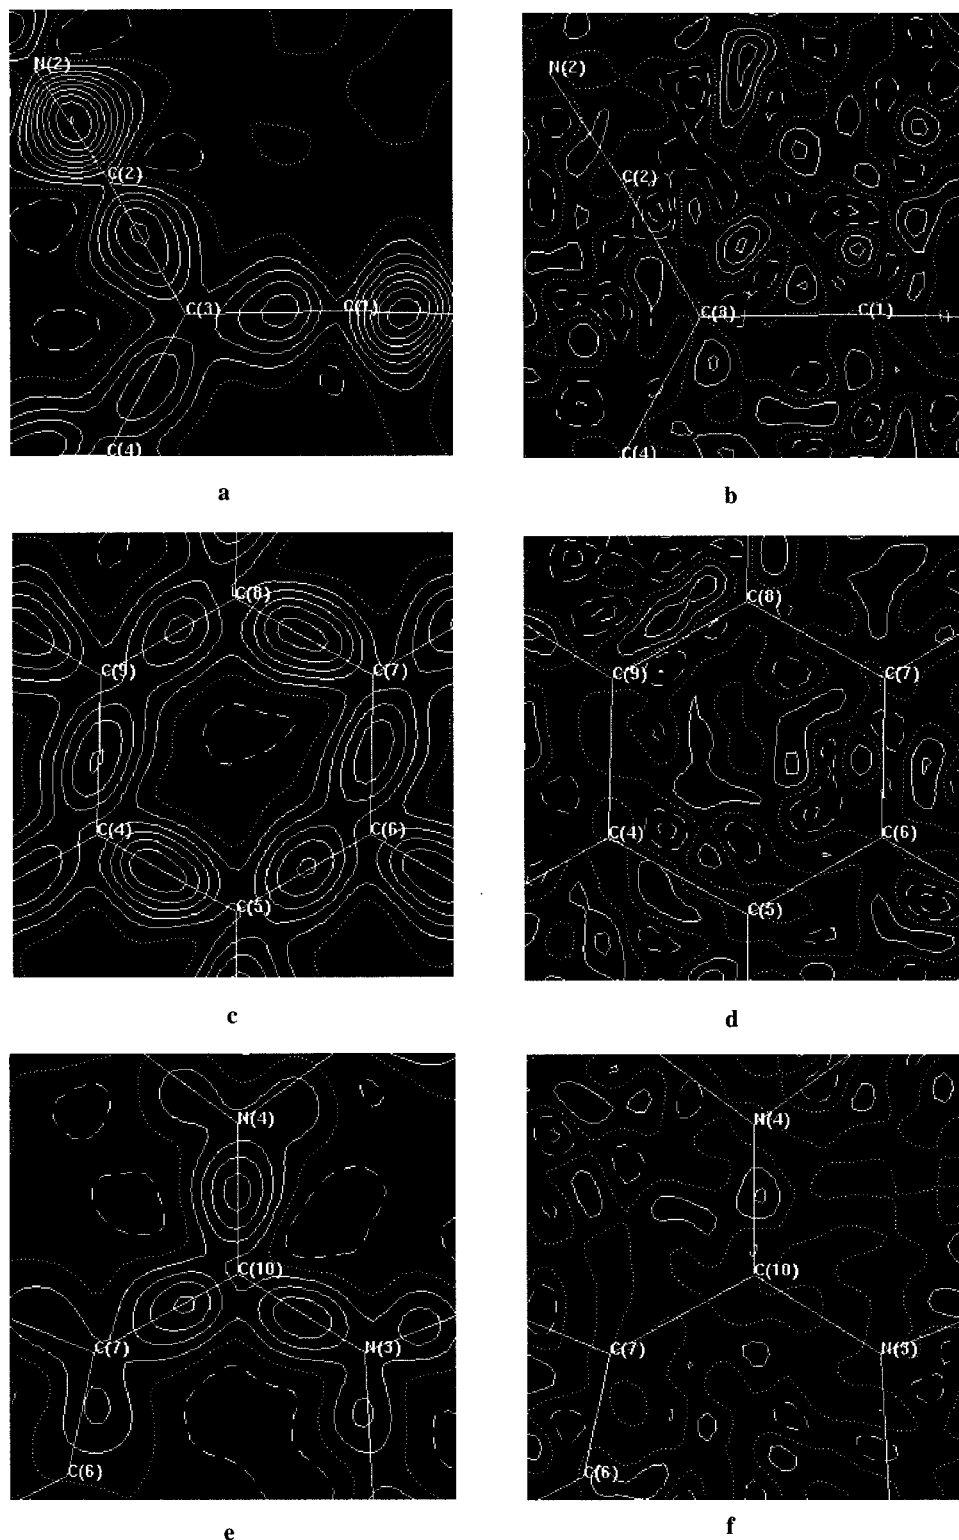 N(2)
C(2)
C(3)
C(1)
C(4)
a
N(2)
C(2)
C(3)
C(1)
C(4)
b
C(8)
C(9)
C(7)
C(4)
C(6)
C(5)
c
C(8)
C(9)
C(7)
C(4)
C(6)
C(5)
d
N(4)
C(10)
C(7)
N(3)
C(6)
e
N(4)
C(10)
C(7)
N(3)
C(6)
f